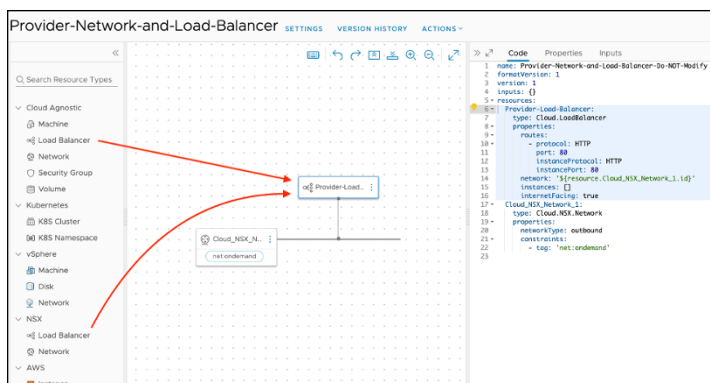 Provider-Network-and-Load-Balancer SETTINGS VERSION HISTORY ACTIONS
Search Resource Types
Cloud Agnostic
Machine
Load Balancer
Network
Security Group
Volume
Kubernetes
K8S Cluster
K8S Namespace
vSphere
Machine
Disk
Network
NSX
Load Balancer
Network
AWS
Provider-Load...
Cloud_NSX_N...
net:ondemand
Code Properties Inputs
1 name: Provider-Network-and-Load-Balancer-Do-NOT-Modify
2 formatVersion: 1
3 version: 1
4 inputs: {}
5 resources:
6 Provider-Load-Balancer:
7 type: Cloud.LoadBalancer
8 properties:
9 routes:
10 - protocol: HTTP
11 port: 80
12 instanceProtocol: HTTP
13 instancePort: 80
14 network: '${resource.Cloud_NSX_Network_1.id}'
15 instances: []
16 internetFacing: true
17 Cloud_NSX_Network_1:
18 type: Cloud.NSX.Network
19 properties:
20 networkType: outbound
21 constraints:
22 - tag: 'net:ondemand'
23